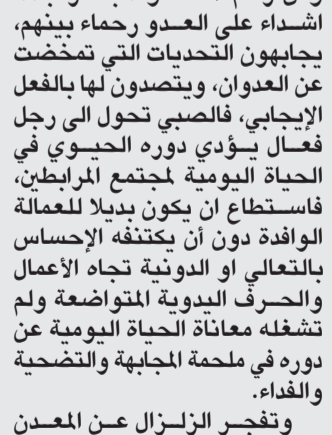 اشداء على العدو رحماء بينهم،
يجابهون التحديات التي تمخضت
عن العدوان، ويتصدون لها بالفعل
الإيجابي، فالصبي تحول الى رجل
فعال يؤدي دوره الحيوي في
الحياة اليومية لمجتمع المرابطين،
فاستطاع ان يكون بديلا للعمالة
الوافدة دون أن يكتنفه الإحساس
بالتعالي او الدونية تجاه الأعمال
والحرف اليدوية المتواضعة ولم
تشغله معاناة الحياة اليومية عن
دوره في ملحمة المجابهة والتضحية
والفداء.
وتفجر الزلزال عن المعدن